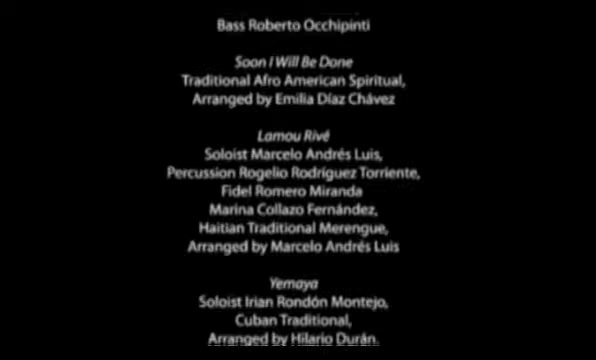 Bass Roberto Occhipinti
Soon I Will Be Done
Traditional Afro American Spiritual,
Arranged by Emilia Díaz Chávez
Lamou Rivé
Soloist Marcelo Andrés Luis,
Percussion Rogelio Rodríguez Torriente,
Fidel Romero Miranda
Marina Collazo Fernández,
Haitian Traditional Merengue,
Arranged by Marcelo Andrés Luis
Yemaya
Soloist Irian Rondón Montejo,
Cuban Traditional,
Arranged by Hilario Durán.